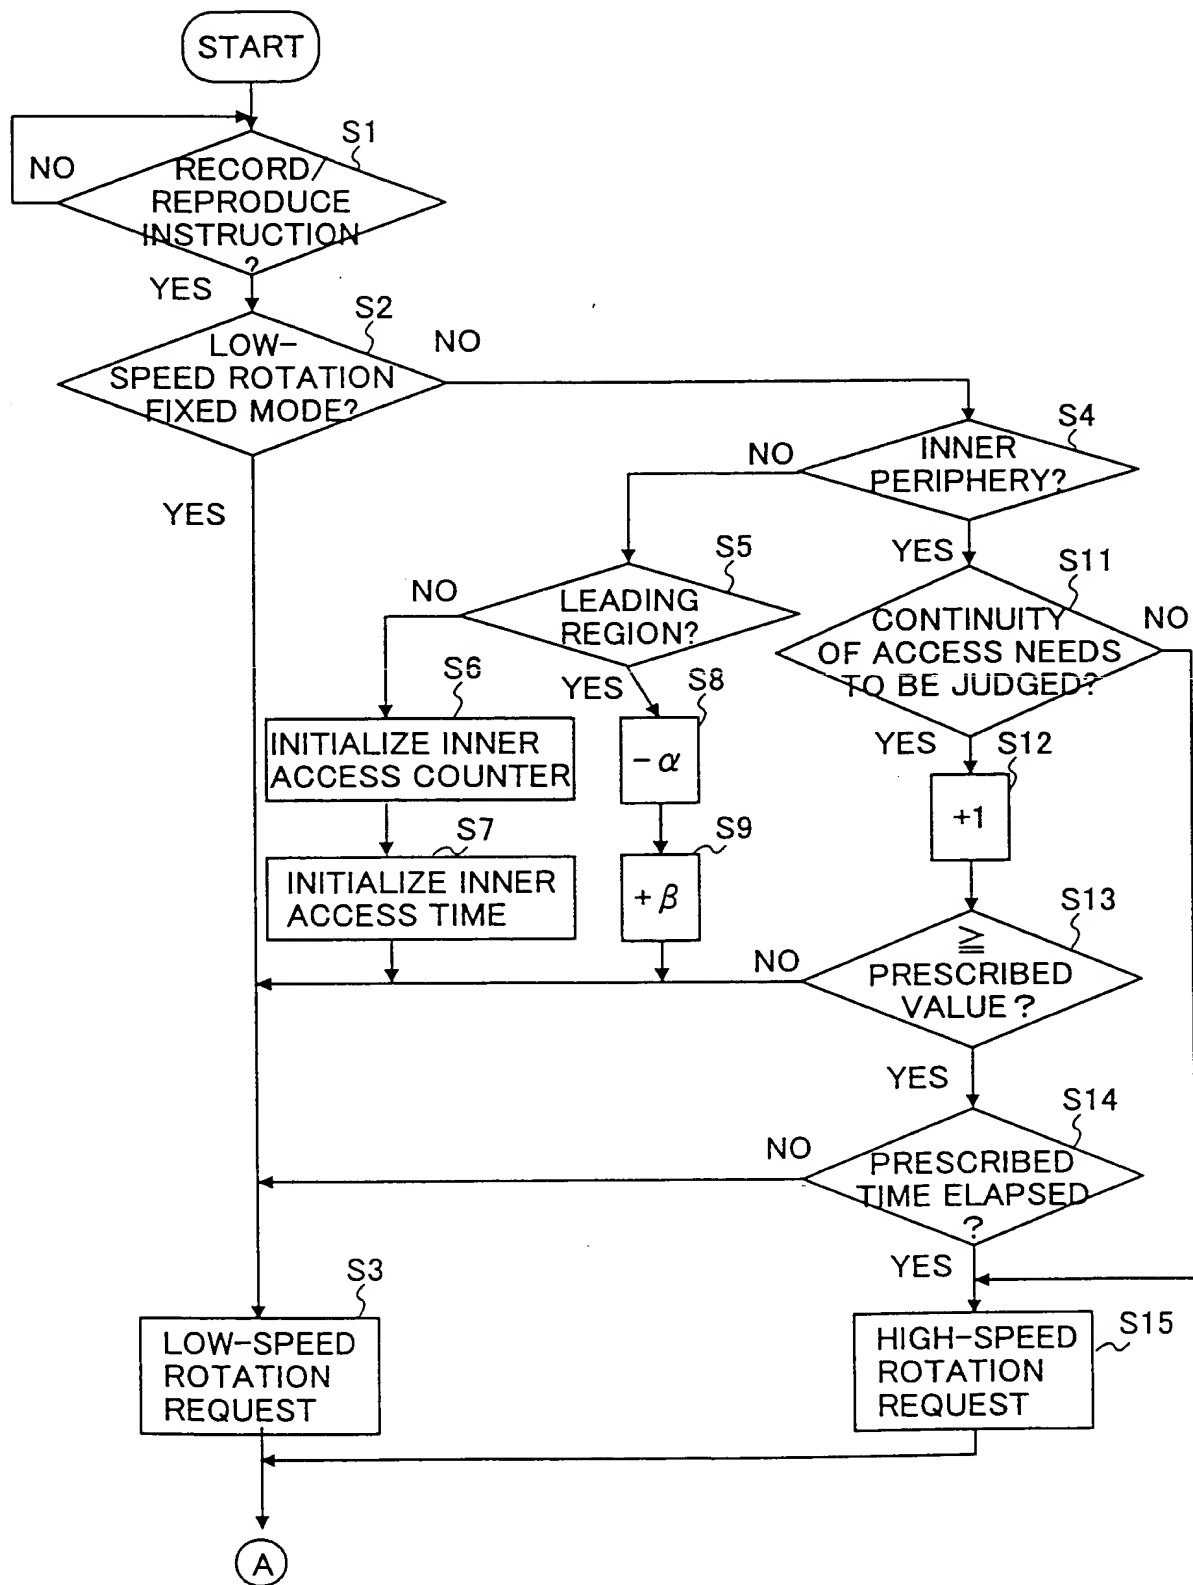 START
S1
NO
RECORD/
REPRODUCE
INSTRUCTION
?
YES
S2
LOW-
SPEED ROTATION
FIXED MODE?
NO
YES
S4
INNER
PERIPHERY?
NO
YES
S5
LEADING
REGION?
NO
YES
S11
CONTINUITY
OF ACCESS NEEDS
TO BE JUDGED?
NO
YES
S6
INITIALIZE INNER
ACCESS COUNTER
S8
-α
S12
+1
S7
INITIALIZE INNER
ACCESS TIME
S9
+β
S13
≧
PRESCRIBED
VALUE?
NO
YES
S14
PRESCRIBED
TIME ELAPSED
?
NO
YES
S3
LOW-SPEED
ROTATION
REQUEST
S15
HIGH-SPEED
ROTATION
REQUEST
A